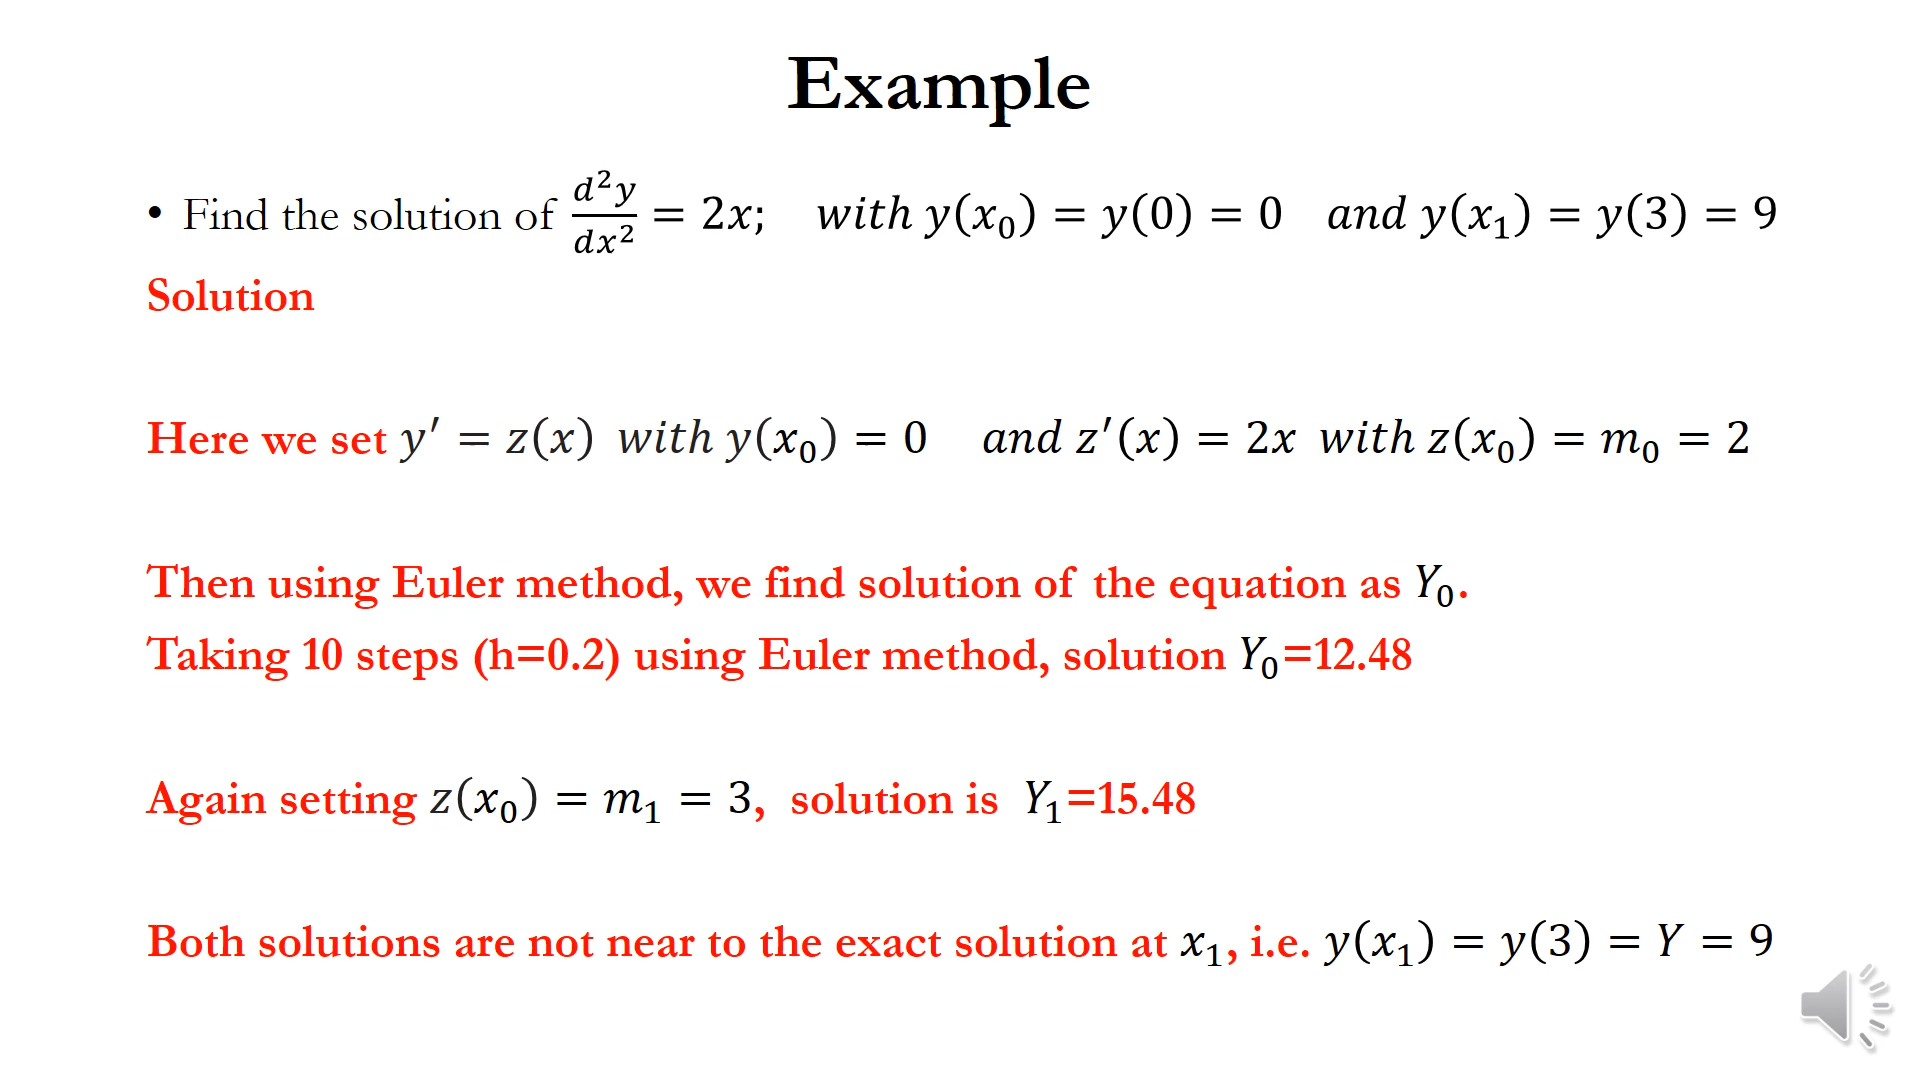 Example
• Find the solution of d²y/dx² = 2x;   with y(x₀) = y(0) = 0   and y(x₁) = y(3) = 9
Solution
Here we set y′ = z(x)  with y(x₀) = 0   and z′(x) = 2x  with z(x₀) = m₀ = 2
Then using Euler method, we find solution of the equation as Y₀.
Taking 10 steps (h=0.2) using Euler method, solution Y₀=12.48
Again setting z(x₀) = m₁ = 3,  solution is  Y₁=15.48
Both solutions are not near to the exact solution at x₁, i.e. y(x₁) = y(3) = Y = 9